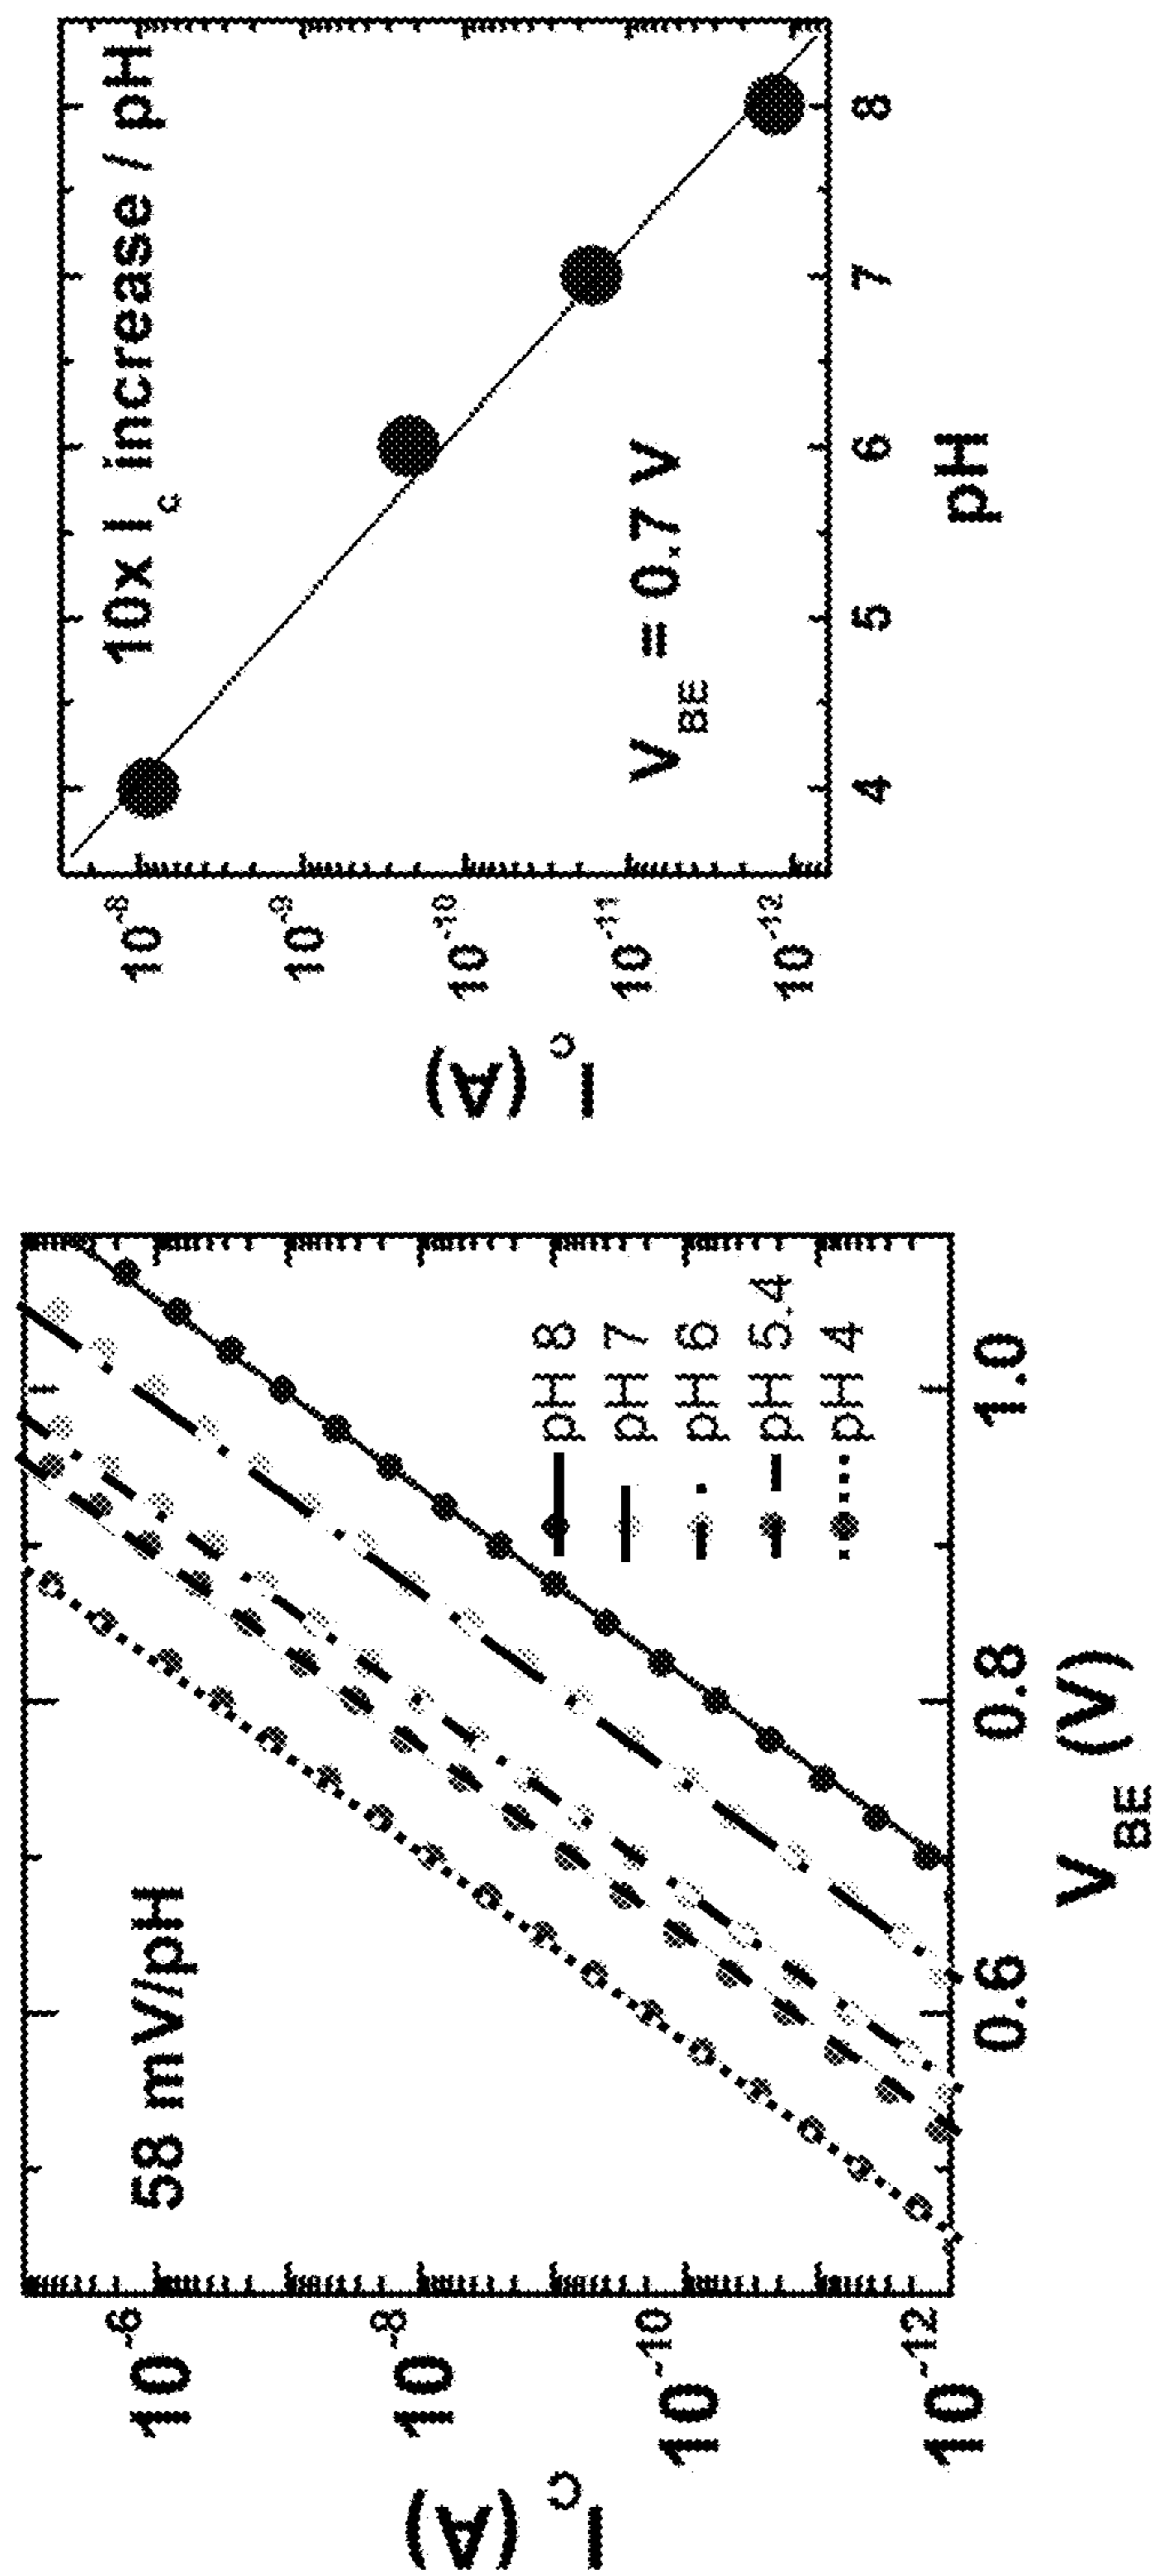 58 mV/pH
I_C (A)
10^-6
10^-8
10^-10
10^-12
pH 8
pH 7
pH 6
pH 5.4
pH 4
0.6
0.8
1.0
V_BE (V)
10x I_c increase / pH
I_c (A)
10^-8
10^-9
10^-10
10^-11
10^-12
V_BE = 0.7 V
4
5
6
7
8
pH